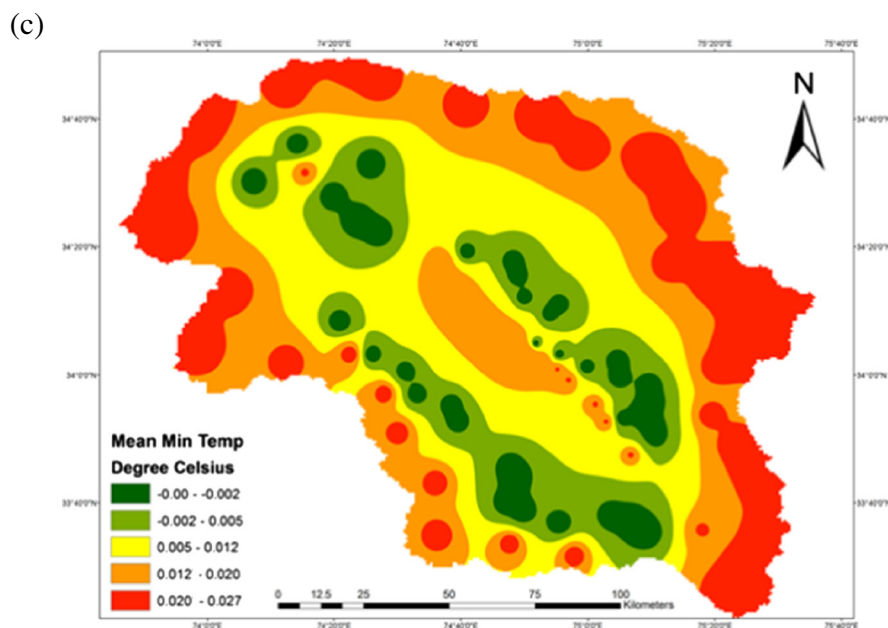 (c)
74°0'0"E 74°20'0"E 74°40'0"E 75°0'0"E 75°20'0"E 75°40'0"E
N
34°40'0"N 34°40'0"N
34°20'0"N 34°20'0"N
34°0'0"N 34°0'0"N
Mean Min Temp
Degree Celsius
-0.00 - -0.002
-0.002 - 0.005
0.005 - 0.012
0.012 - 0.020
0.020 - 0.027
33°40'0"N 33°40'0"N
0 12.5 25 50 75 100
Kilometers
74°0'0"E 74°20'0"E 74°40'0"E 75°0'0"E 75°20'0"E 75°40'0"E